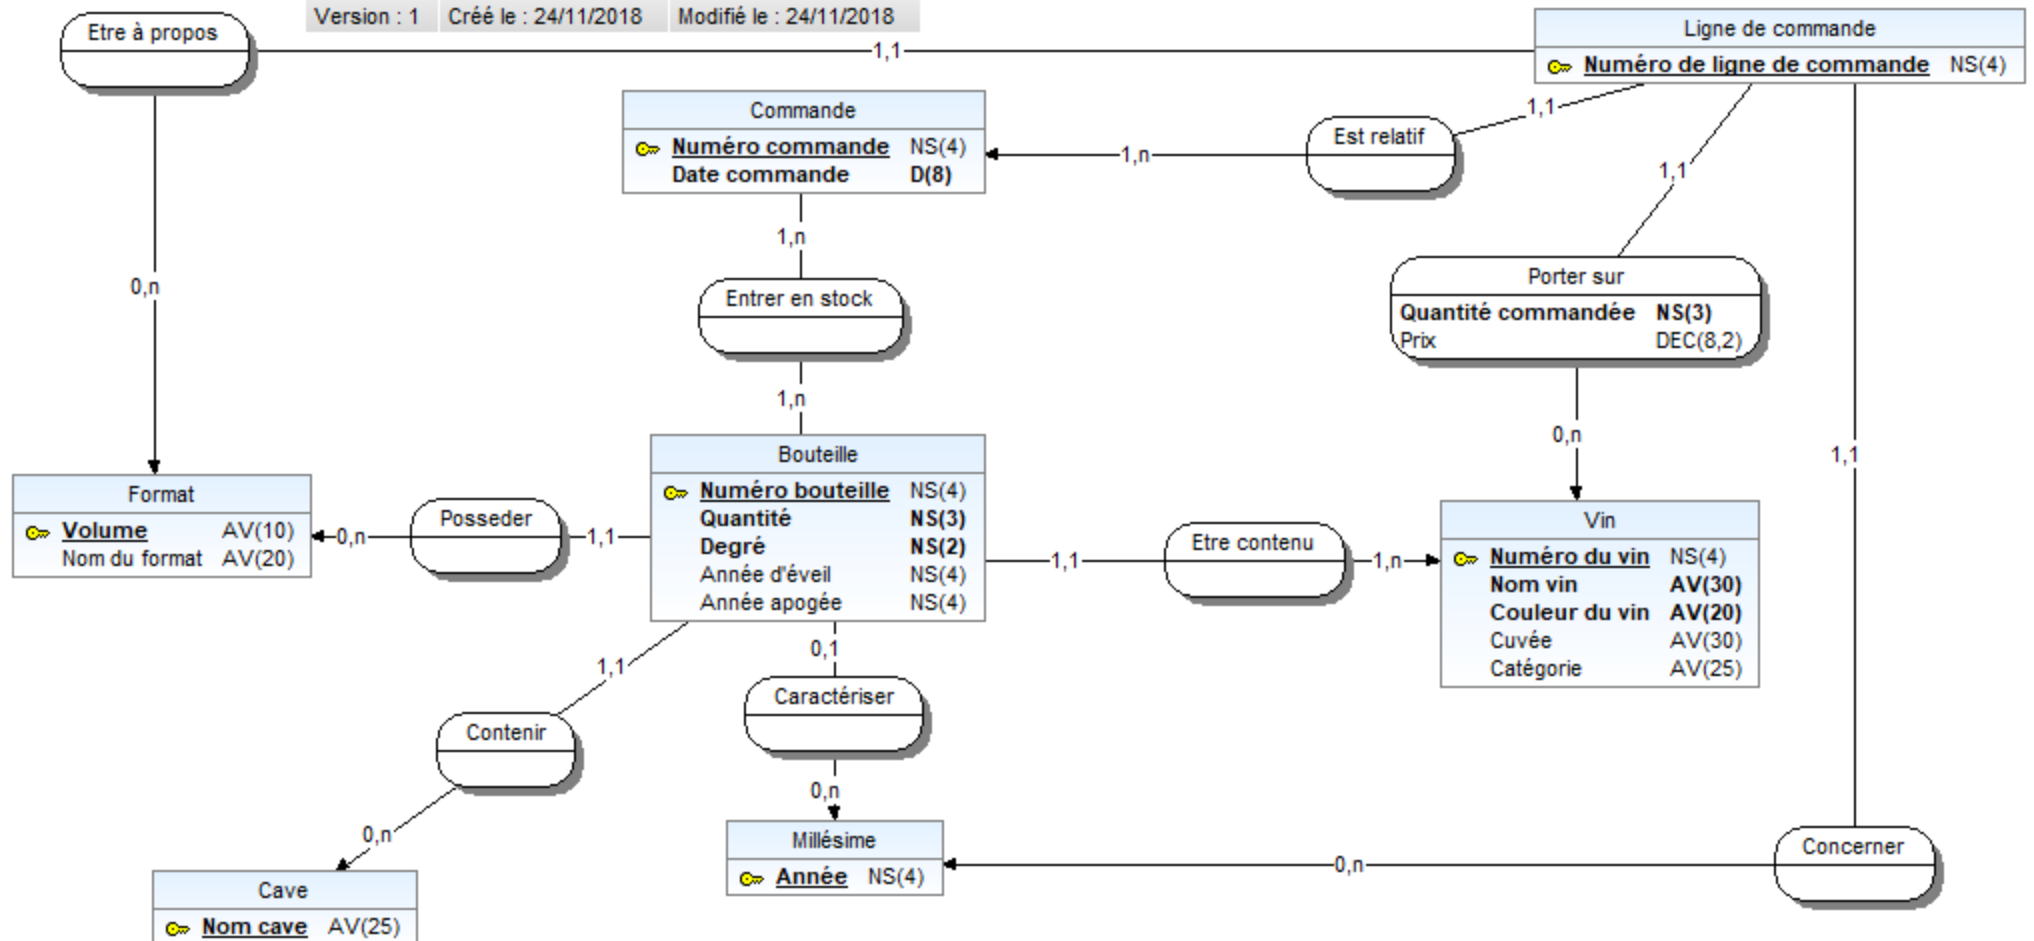 Version : 1 Créé le : 24/11/2018 Modifié le : 24/11/2018
Etre à propos
1,1
Ligne de commande
Numéro de ligne de commande NS(4)
Commande
Numéro commande NS(4)
Date commande D(8)
1,n
Est relatif
1,1
1,1
1,n
0,n
Entrer en stock
Porter sur
Quantité commandée NS(3)
Prix DEC(8,2)
1,n
0,n
1,1
Format
Volume AV(10)
Nom du format AV(20)
0,n
Posseder
1,1
Bouteille
Numéro bouteille NS(4)
Quantité NS(3)
Degré NS(2)
Année d'éveil NS(4)
Année apogée NS(4)
1,1
Etre contenu
1,n
Vin
Numéro du vin NS(4)
Nom vin AV(30)
Couleur du vin AV(20)
Cuvée AV(30)
Catégorie AV(25)
1,1
0,1
Contenir
Caractériser
0,n
0,n
Millésime
Année NS(4)
0,n
Concerner
Cave
Nom cave AV(25)